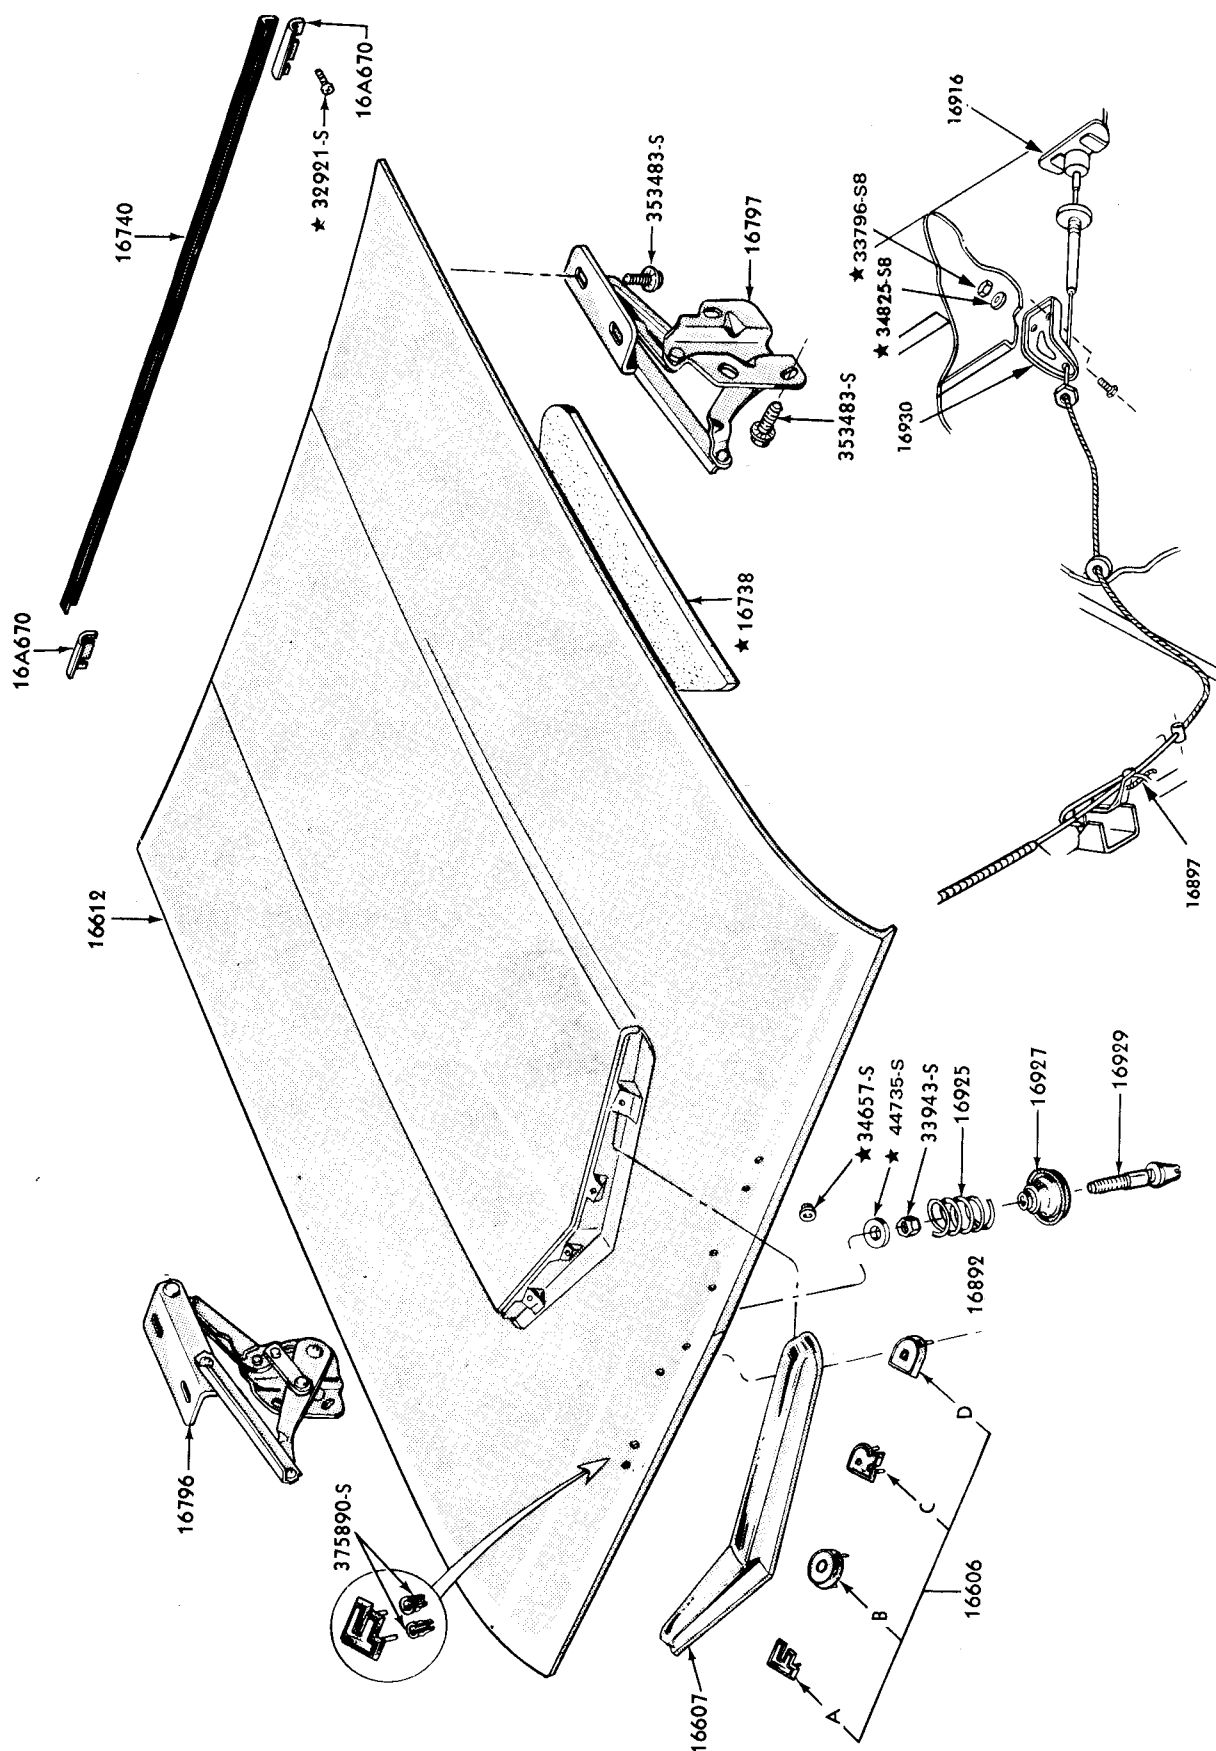 16A670
16740
★ 32921-S
16A670
16612
353483-S
16797
353483-S
★ 16738
16916
★ 33796-S8
★ 34825-S8
16930
16897
16796
375890-S
★ 34657-S
★ 44735-S
33943-S
16925
16892
16927
16929
16607
A
B
C
D
16606
F
F
R